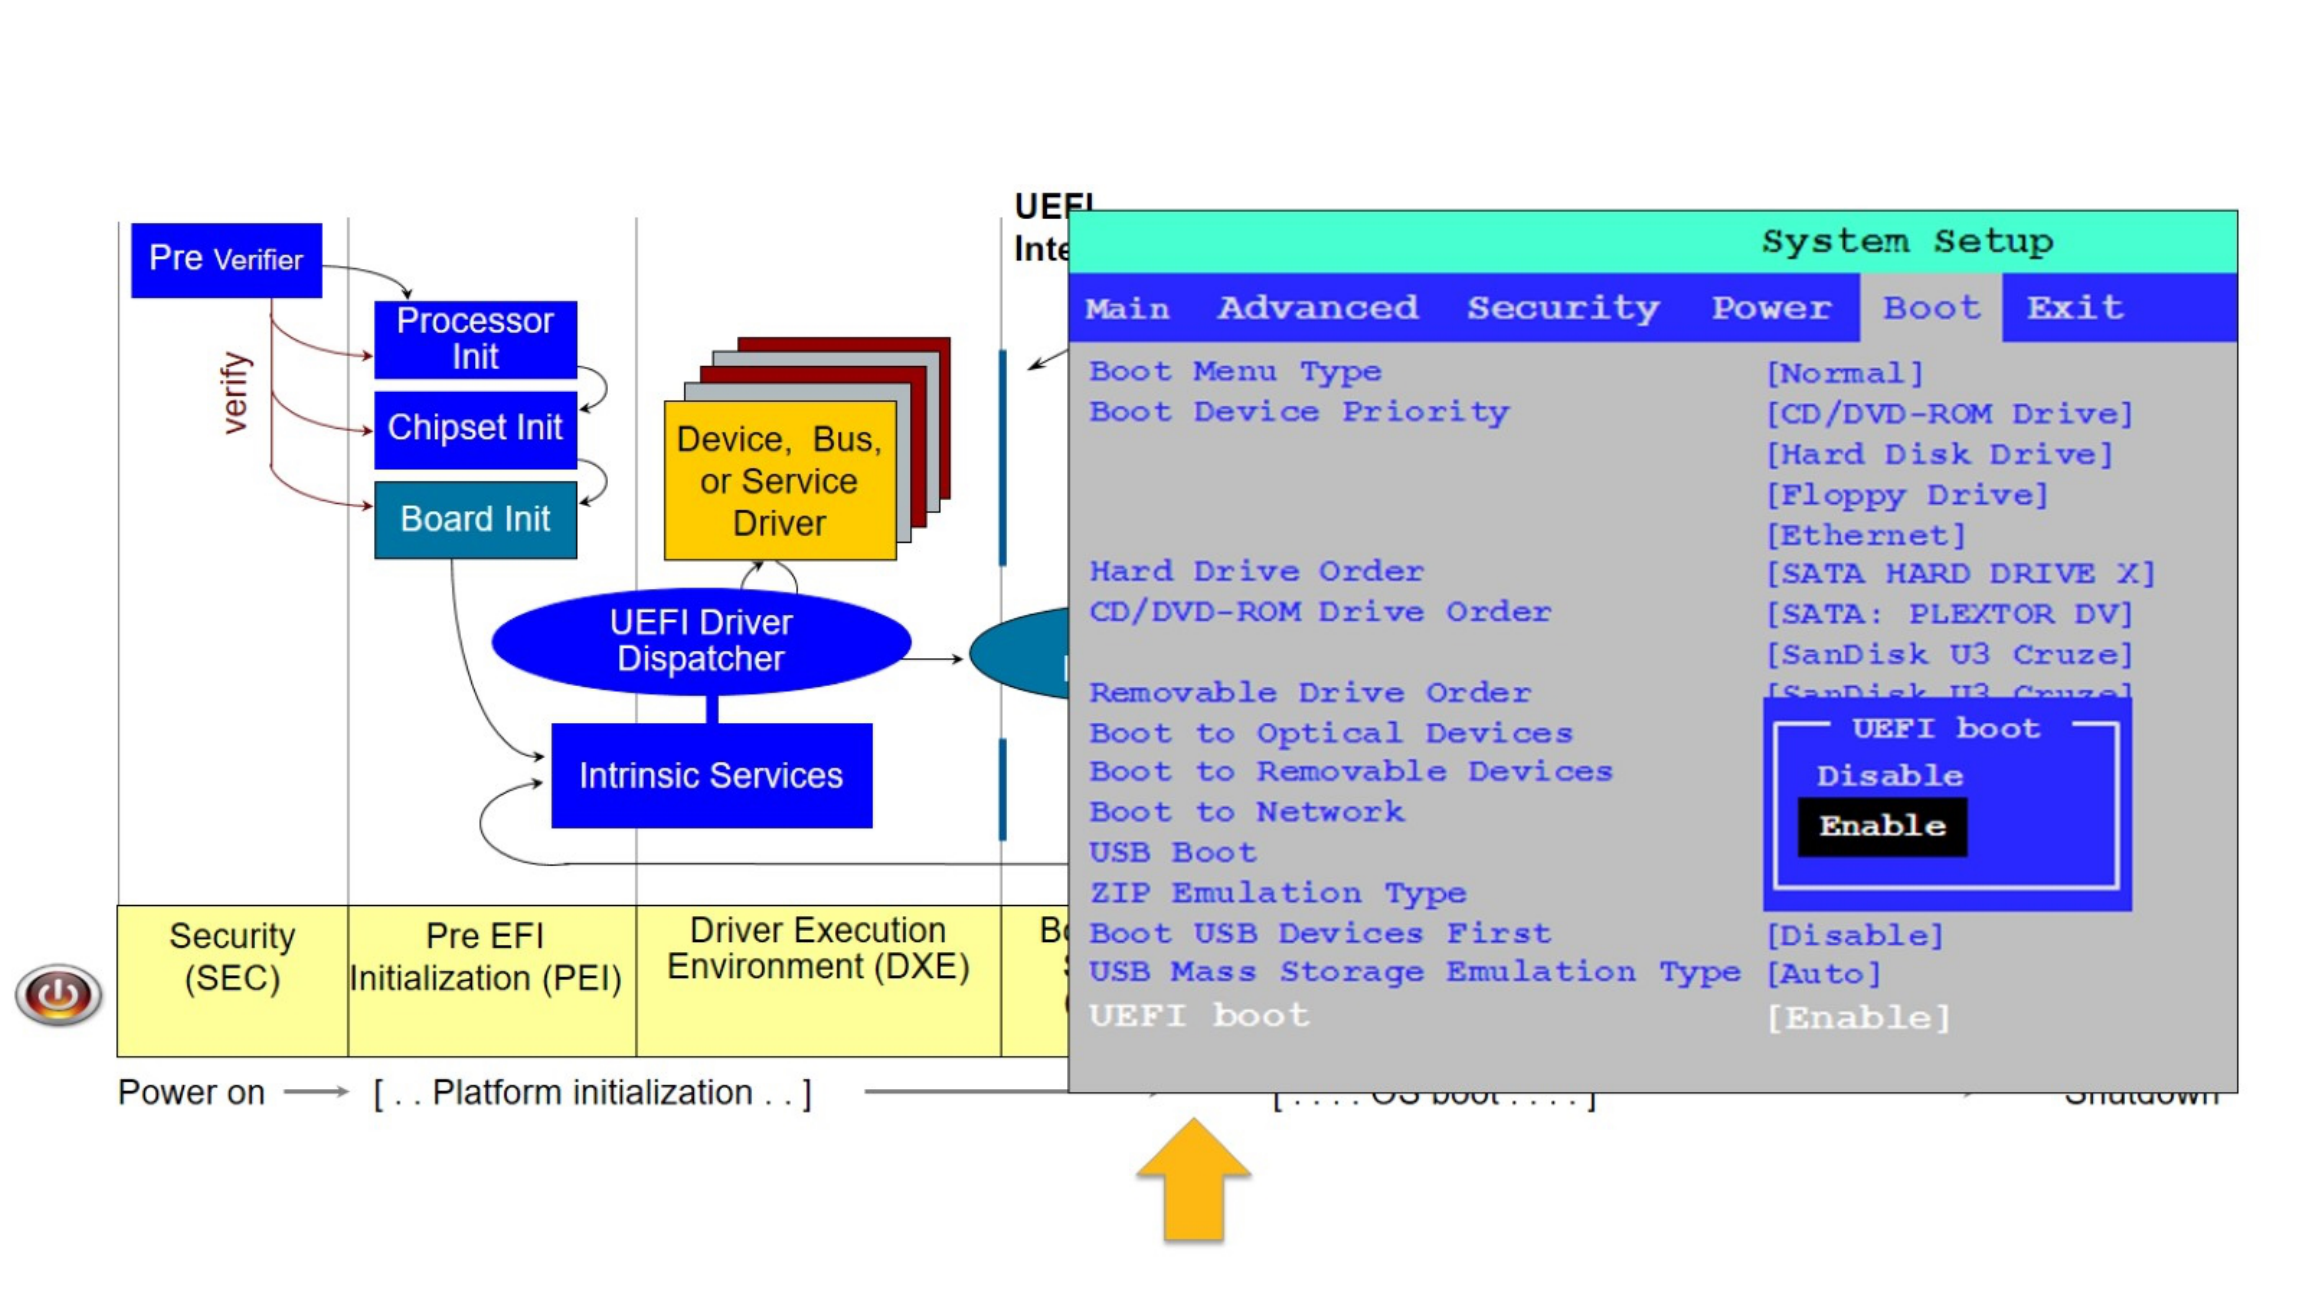 UEFI
Inte
Pre Verifier
verify
Processor
Init
Chipset Init
Board Init
Device, Bus,
or Service
Driver
UEFI Driver
Dispatcher
Intrinsic Services
Security
(SEC)
Pre EFI
Initialization (PEI)
Driver Execution
Environment (DXE)
Power on
[ . . Platform initialization . . ]
[ . . . . OS boot . . . . ]
Shutdown
System Setup
Main Advanced Security Power Boot Exit
Boot Menu Type [Normal]
Boot Device Priority [CD/DVD-ROM Drive]
[Hard Disk Drive]
[Floppy Drive]
[Ethernet]
Hard Drive Order [SATA HARD DRIVE X]
CD/DVD-ROM Drive Order [SATA: PLEXTOR DV]
[SanDisk U3 Cruze]
Removable Drive Order [SanDisk U3 Cruze]
Boot to Optical Devices
Boot to Removable Devices
Boot to Network
USB Boot
ZIP Emulation Type
Boot USB Devices First [Disable]
USB Mass Storage Emulation Type [Auto]
UEFI boot [Enable]
UEFI boot
Disable
Enable